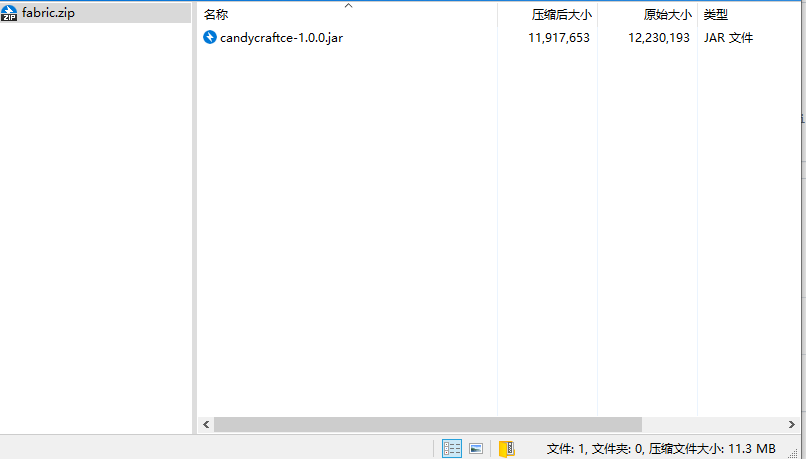 fabric.zip
名称 压缩后大小 原始大小 类型
candycraftce-1.0.0.jar 11,917,653 12,230,193 JAR 文件
文件: 1, 文件夹: 0, 压缩文件大小: 11.3 MB